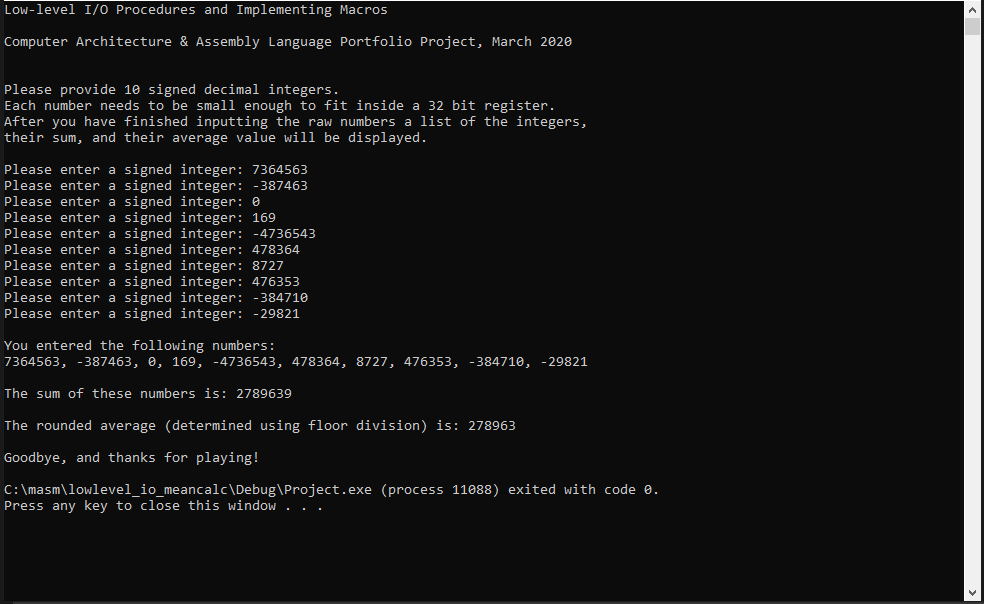 Low-level I/O Procedures and Implementing Macros
Computer Architecture & Assembly Language Portfolio Project, March 2020
Please provide 10 signed decimal integers.
Each number needs to be small enough to fit inside a 32 bit register.
After you have finished inputting the raw numbers a list of the integers,
their sum, and their average value will be displayed.
Please enter a signed integer: 7364563
Please enter a signed integer: -387463
Please enter a signed integer: 0
Please enter a signed integer: 169
Please enter a signed integer: -4736543
Please enter a signed integer: 478364
Please enter a signed integer: 8727
Please enter a signed integer: 476353
Please enter a signed integer: -384710
Please enter a signed integer: -29821
You entered the following numbers:
7364563, -387463, 0, 169, -4736543, 478364, 8727, 476353, -384710, -29821
The sum of these numbers is: 2789639
The rounded average (determined using floor division) is: 278963
Goodbye, and thanks for playing!
C:\masm\lowlevel_io_meancalc\Debug\Project.exe (process 11088) exited with code 0.
Press any key to close this window . . .